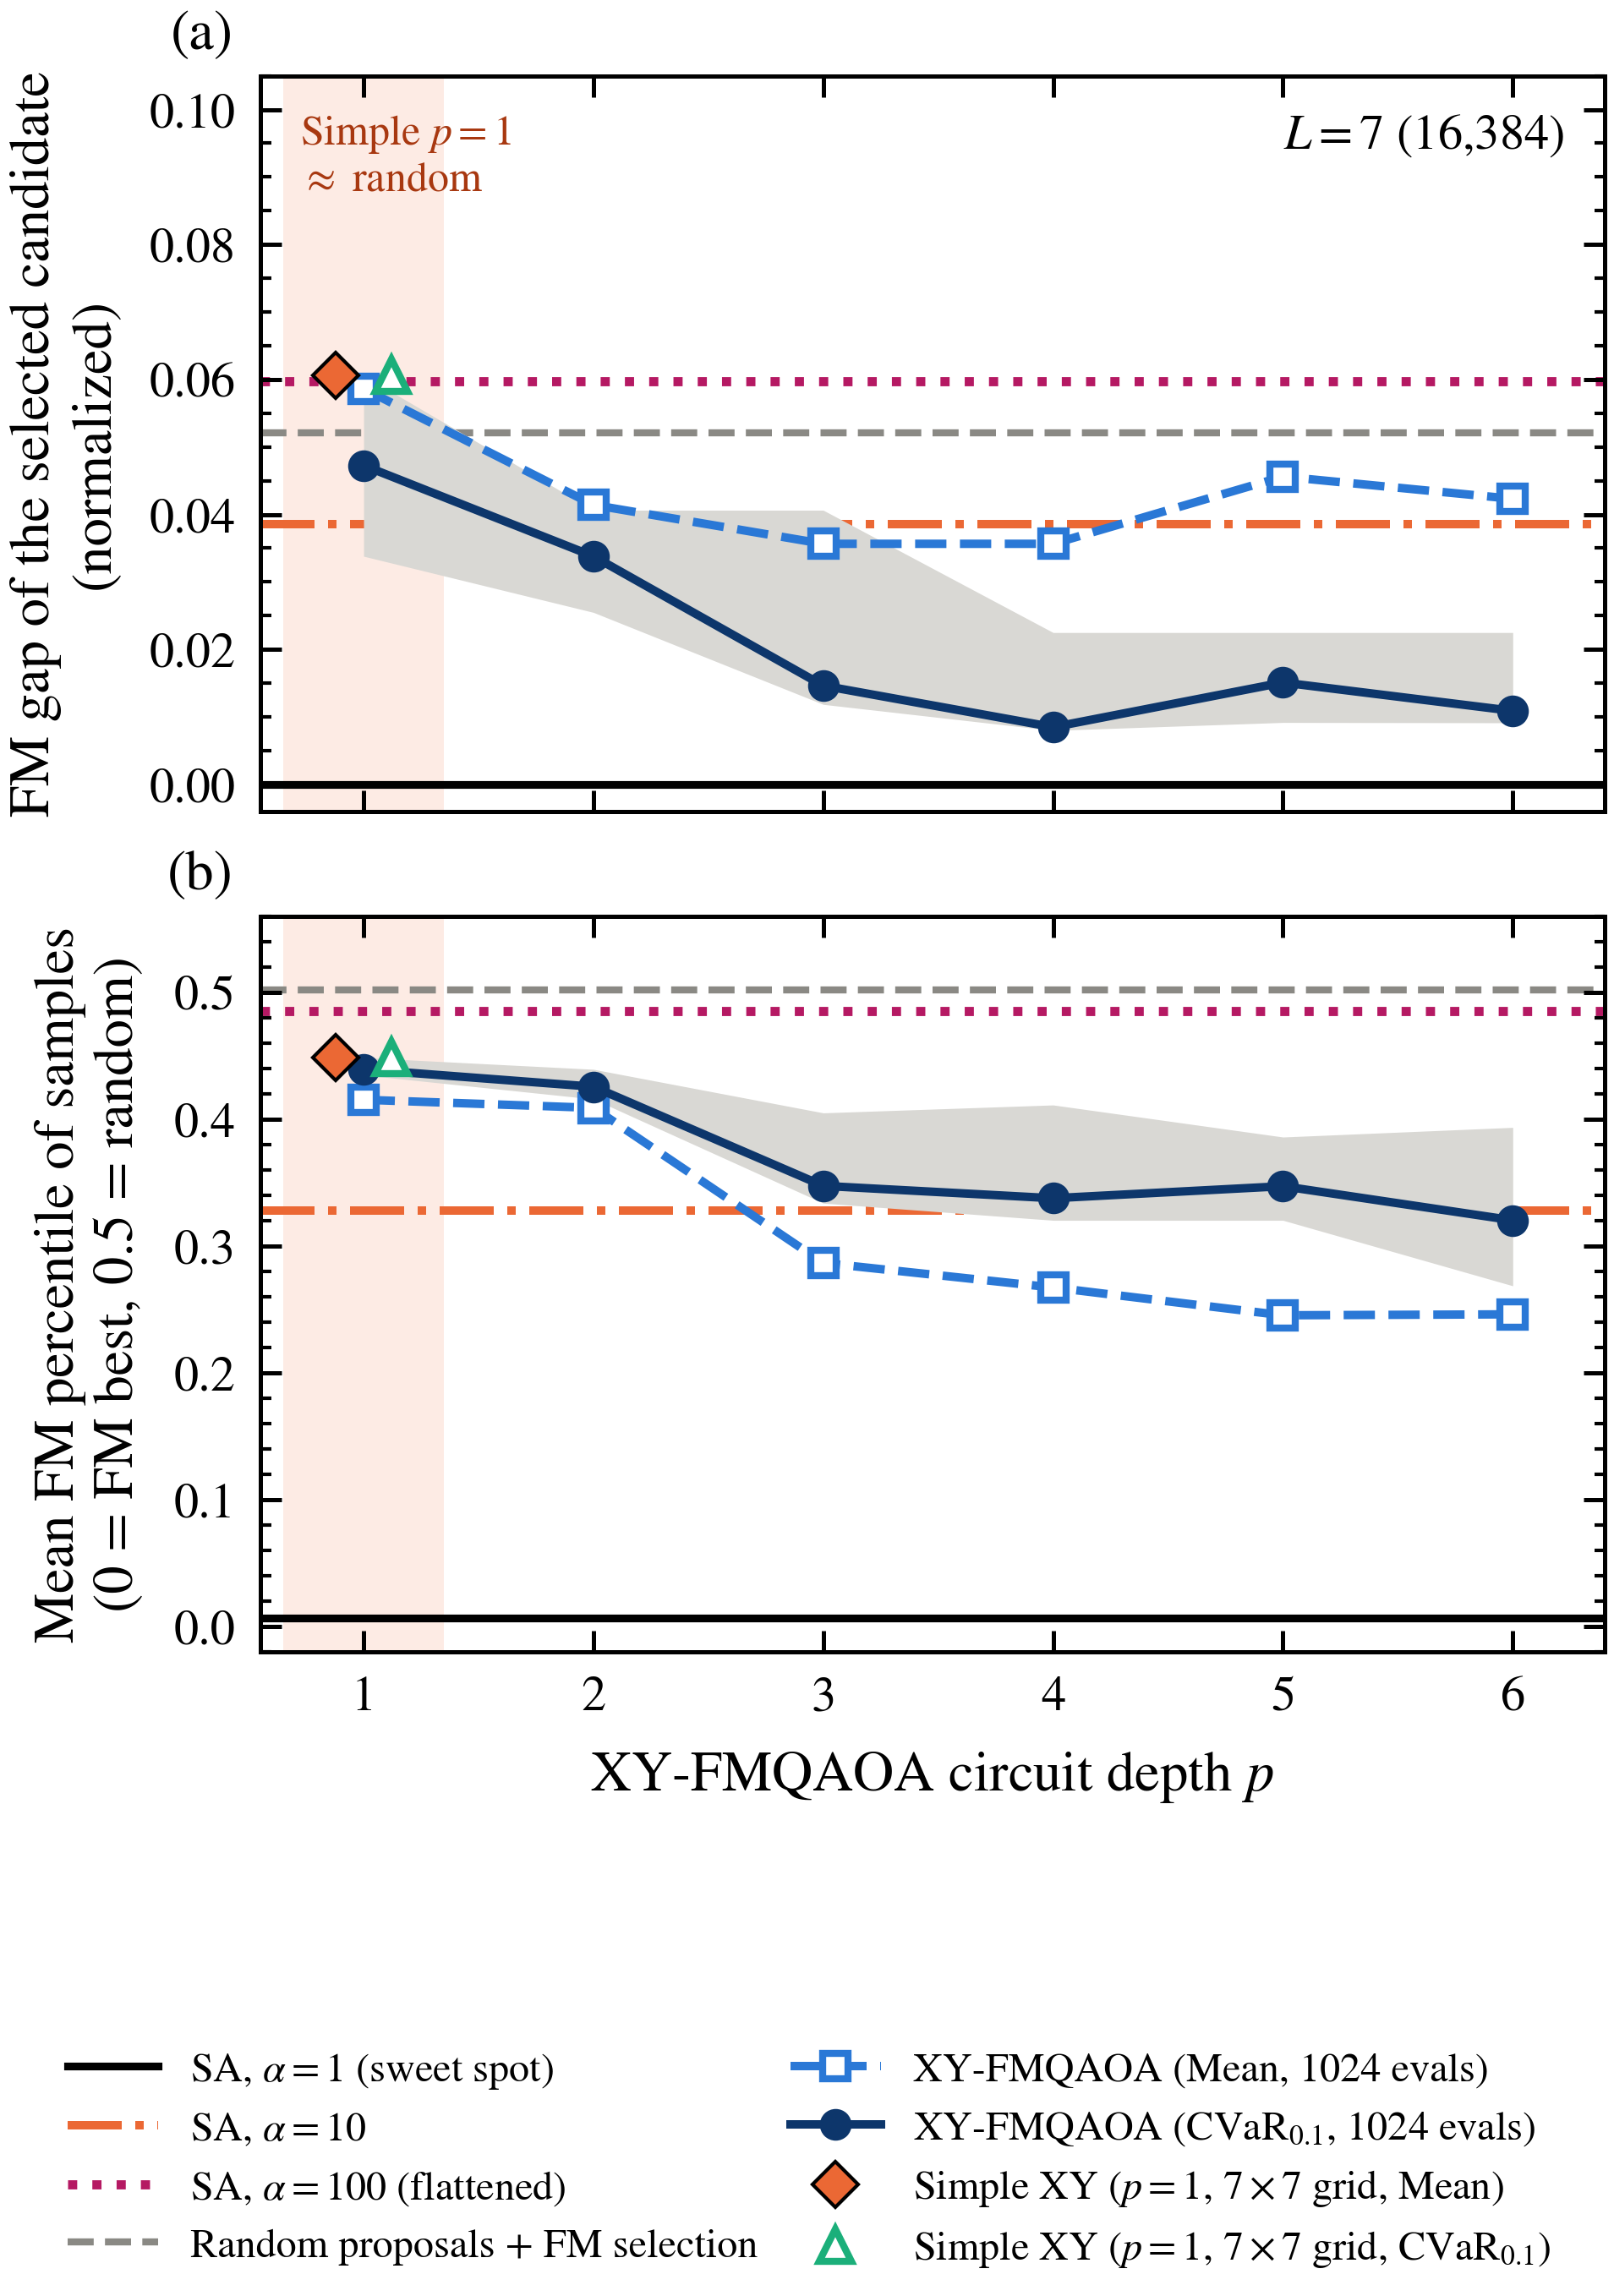 (a)
FM gap of the selected candidate
(normalized)
0.10
0.08
0.06
0.04
0.02
0.00
Simple p = 1
≈ random
L = 7 (16,384)
(b)
Mean FM percentile of samples
(0 = FM best, 0.5 = random)
0.5
0.4
0.3
0.2
0.1
0.0
1 2 3 4 5 6
XY-FMQAOA circuit depth p
SA, α = 1 (sweet spot)
SA, α = 10
SA, α = 100 (flattened)
Random proposals + FM selection
XY-FMQAOA (Mean, 1024 evals)
XY-FMQAOA (CVaR0.1, 1024 evals)
Simple XY (p = 1, 7 × 7 grid, Mean)
Simple XY (p = 1, 7 × 7 grid, CVaR0.1)